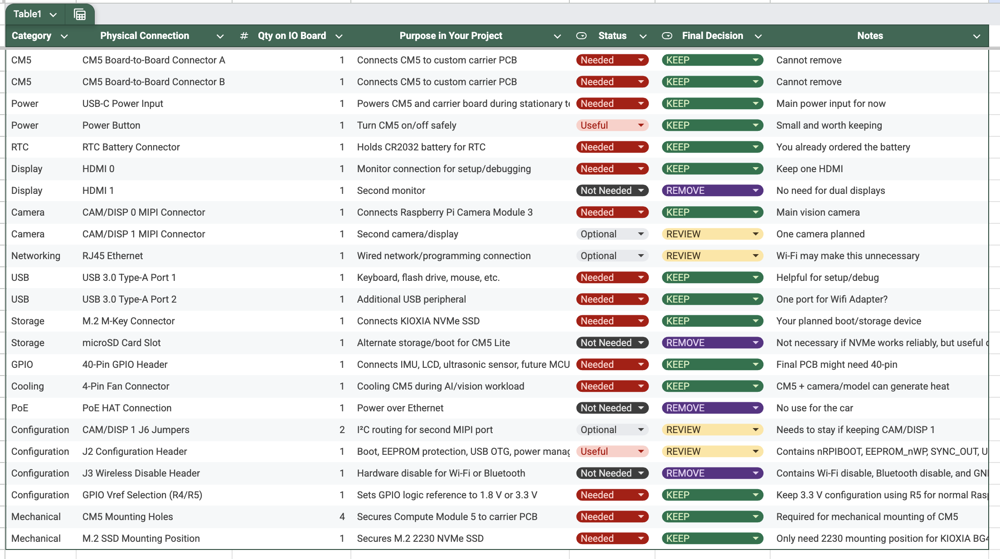 Table1
Category Physical Connection # Qty on IO Board Purpose in Your Project Status Final Decision Notes
CM5 CM5 Board-to-Board Connector A 1 Connects CM5 to custom carrier PCB Needed KEEP Cannot remove
CM5 CM5 Board-to-Board Connector B 1 Connects CM5 to custom carrier PCB Needed KEEP Cannot remove
Power USB-C Power Input 1 Powers CM5 and carrier board during stationary Needed KEEP Main power input for now
Power Power Button 1 Turn CM5 on/off safely Useful KEEP Small and worth keeping
RTC RTC Battery Connector 1 Holds CR2032 battery for RTC Needed KEEP You already ordered the battery
Display HDMI 0 1 Monitor connection for setup/debugging Needed KEEP Keep one HDMI
Display HDMI 1 1 Second monitor Not Needed REMOVE No need for dual displays
Camera CAM/DISP 0 MIPI Connector 1 Connects Raspberry Pi Camera Module 3 Needed KEEP Main vision camera
Camera CAM/DISP 1 MIPI Connector 1 Second camera/display Optional REVIEW One camera planned
Networking RJ45 Ethernet 1 Wired network/programming connection Optional REVIEW Wi-Fi may make this unnecessary
USB USB 3.0 Type-A Port 1 1 Keyboard, flash drive, mouse, etc. Needed KEEP Helpful for setup/debug
USB USB 3.0 Type-A Port 2 1 Additional USB peripheral Needed KEEP One port for Wifi Adapter?
Storage M.2 M-Key Connector 1 Connects KIOXIA NVMe SSD Needed KEEP Your planned boot/storage device
Storage microSD Card Slot 1 Alternate storage/boot for CM5 Lite Not Needed REMOVE Not necessary if NVMe works reliably, but useful
GPIO 40-Pin GPIO Header 1 Connects IMU, LCD, ultrasonic sensor, future MCU Needed KEEP Final PCB might need 40-pin
Cooling 4-Pin Fan Connector 1 Cooling CM5 during AI/vision workload Needed KEEP CM5 + camera/model can generate heat
PoE PoE HAT Connection 1 Power over Ethernet Not Needed REMOVE No use for the car
Configuration CAM/DISP 1 J6 Jumpers 2 I²C routing for second MIPI port Optional REVIEW Needs to stay if keeping CAM/DISP 1
Configuration J2 Configuration Header 1 Boot, EEPROM protection, USB OTG, power Useful REVIEW Contains nRPIBOOT, EEPROM_nWP, SYNC_OUT,
Configuration J3 Wireless Disable Header 1 Hardware disable for Wi-Fi or Bluetooth Not Needed REMOVE Contains Wi-Fi disable, Bluetooth disable, and
Configuration GPIO Vref Selection (R4/R5) 1 Sets GPIO logic reference to 1.8 V or 3.3 V Needed KEEP Keep 3.3 V configuration using R5 for normal
Mechanical CM5 Mounting Holes 4 Secures Compute Module 5 to carrier PCB Needed KEEP Required for mechanical mounting of CM5
Mechanical M.2 SSD Mounting Position 1 Secures M.2 2230 NVMe SSD Needed KEEP Only need 2230 mounting position for KIOXIA